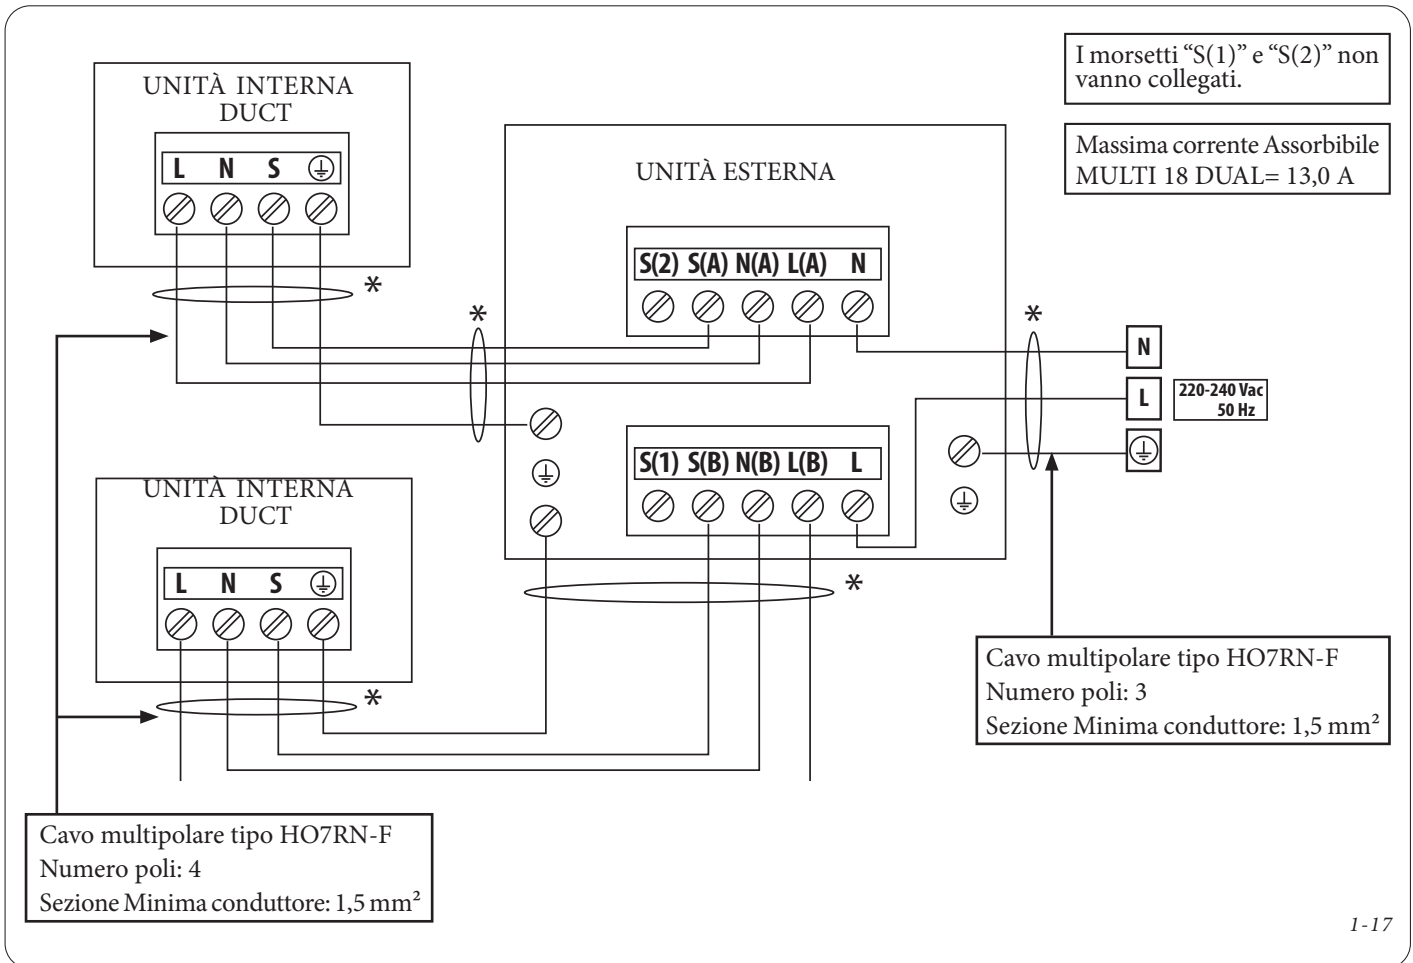 I morsetti “S(1)” e “S(2)” non
vanno collegati.
Massima corrente Assorbibile
MULTI 18 DUAL= 13,0 A
UNITÀ INTERNA
DUCT
L N S
*
UNITÀ ESTERNA
S(2) S(A) N(A) L(A) N
*
*
N
L
220-240 Vac
50 Hz
S(1) S(B) N(B) L(B) L
*
UNITÀ INTERNA
DUCT
L N S
*
Cavo multipolare tipo HO7RN-F
Numero poli: 3
Sezione Minima conduttore: 1,5 mm²
Cavo multipolare tipo HO7RN-F
Numero poli: 4
Sezione Minima conduttore: 1,5 mm²
1-17